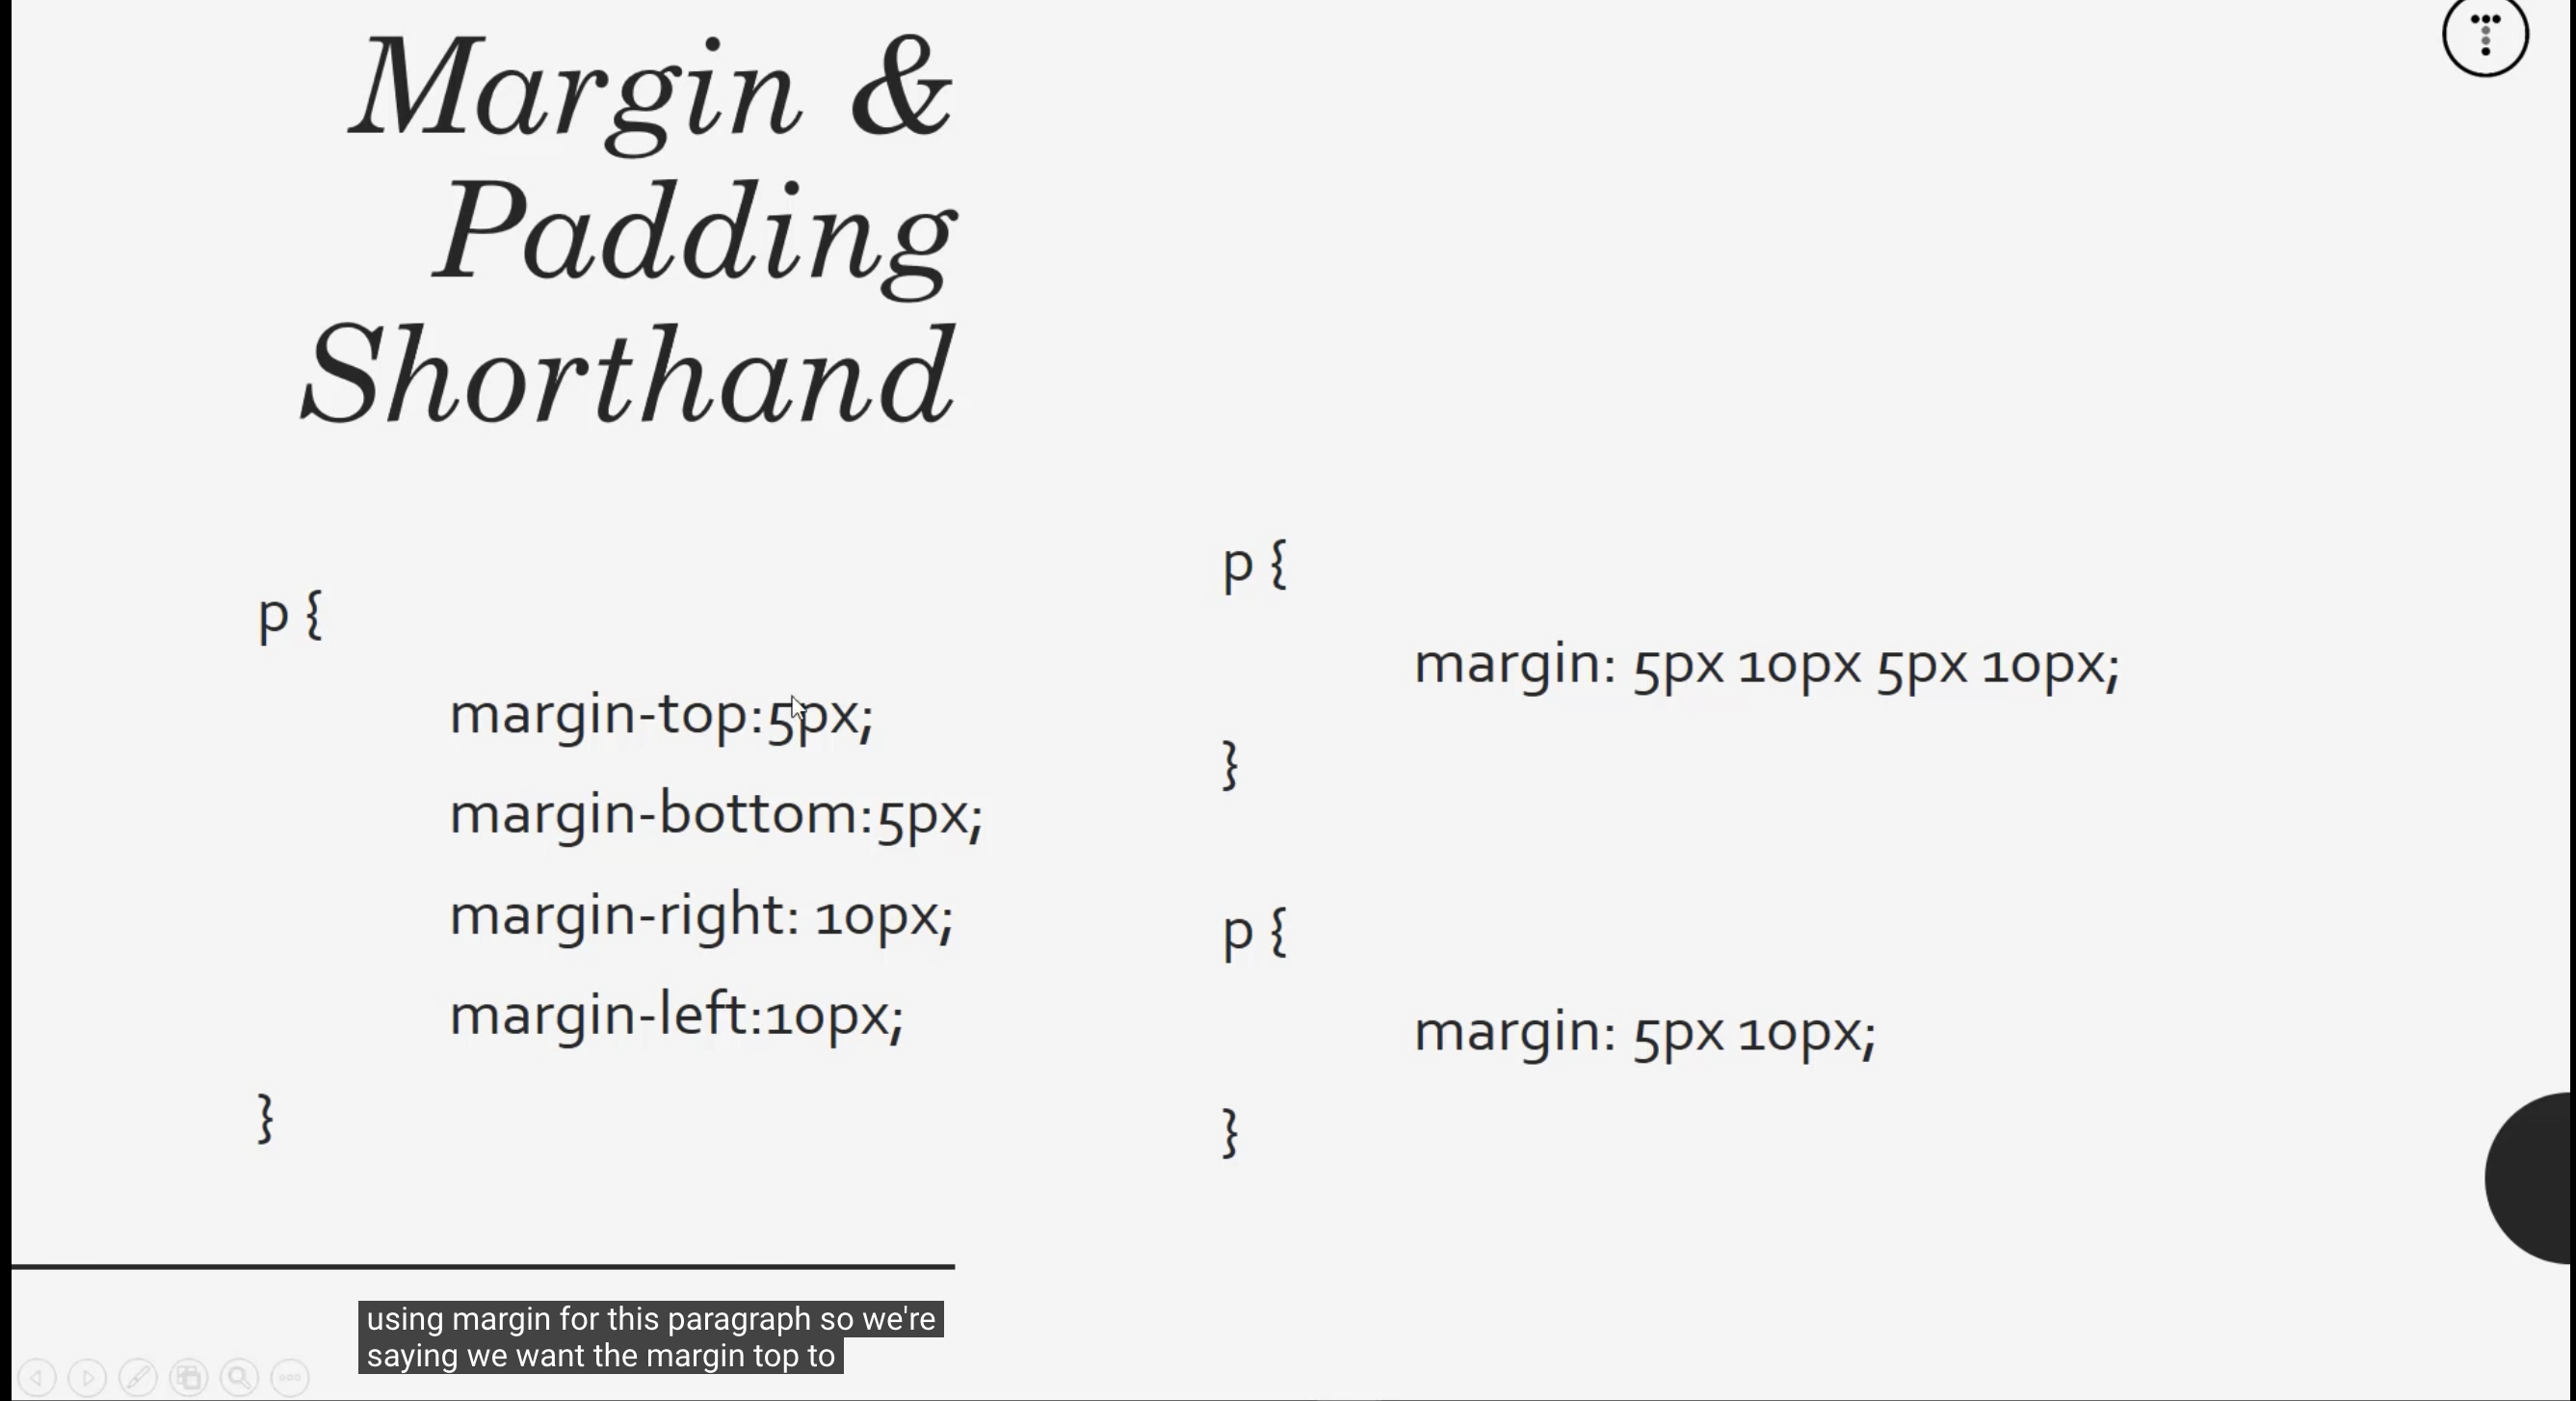 Margin &
Padding
Shorthand
p {
margin-top:5px;
margin-bottom:5px;
margin-right: 10px;
margin-left:10px;
}
p {
margin: 5px 10px 5px 10px;
}
p {
margin: 5px 10px;
}
using margin for this paragraph so we're
saying we want the margin top to